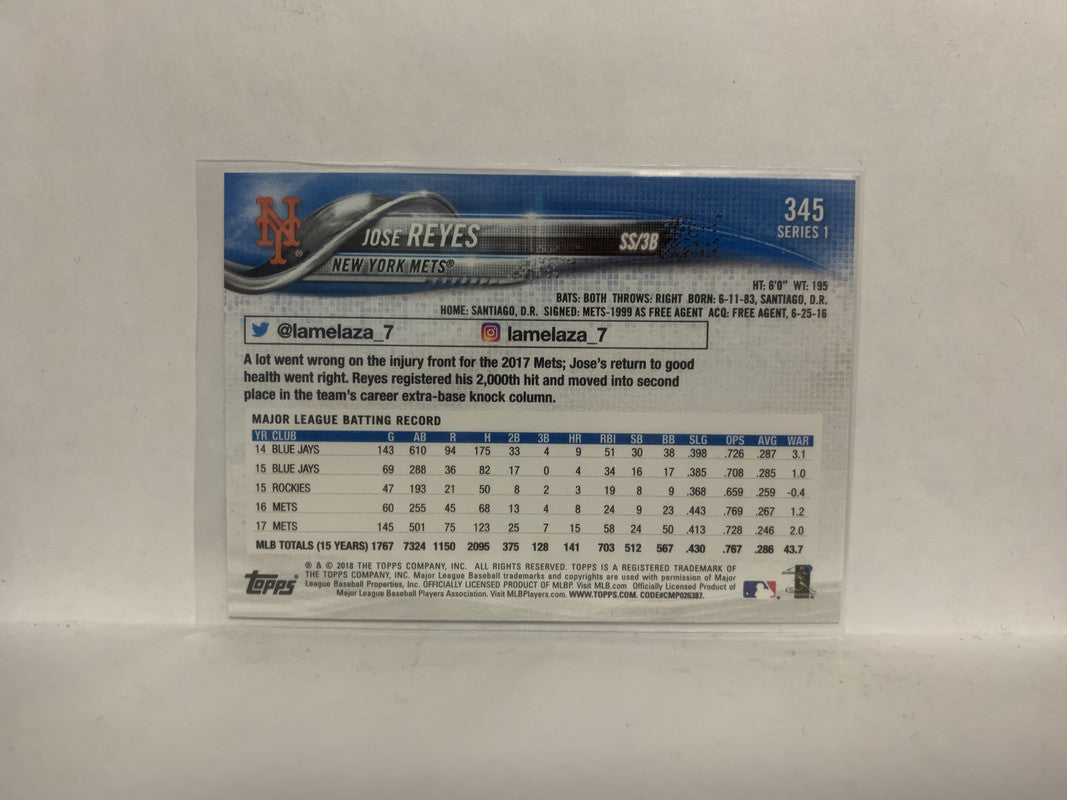 NY ®
345
SERIES 1
JOSE REYES SS/3B
NEW YORK METS®
HT: 6'0" WT: 195
BATS: BOTH THROWS: RIGHT BORN: 6-11-83, SANTIAGO, D.R.
HOME: SANTIAGO, D.R. SIGNED: METS-1999 AS FREE AGENT ACQ: FREE AGENT, 6-25-16
@lamelaza_7 lamelaza_7
A lot went wrong on the injury front for the 2017 Mets; Jose's return to good
health went right. Reyes registered his 2,000th hit and moved into second
place in the team's career extra-base knock column.
MAJOR LEAGUE BATTING RECORD
YR CLUB G AB R H 2B 3B HR RBI SB BB SLG OPS AVG WAR
14 BLUE JAYS 143 610 94 175 33 4 9 51 30 38 .398 .726 .287 3.1
15 BLUE JAYS 69 288 36 82 17 0 4 34 16 17 .385 .708 .285 1.0
15 ROCKIES 47 193 21 50 8 2 3 19 8 9 .368 .659 .259 -0.4
16 METS 60 255 45 68 13 4 8 24 9 23 .443 .769 .267 1.2
17 METS 145 501 75 123 25 7 15 58 24 50 .413 .728 .246 2.0
MLB TOTALS (15 YEARS) 1767 7324 1150 2095 375 128 141 703 512 567 .430 .767 .286 43.7
® & © 2018 THE TOPPS COMPANY, INC. ALL RIGHTS RESERVED. TOPPS IS A REGISTERED TRADEMARK OF
THE TOPPS COMPANY, INC. Major League Baseball trademarks and copyrights are used with permission of Major
League Baseball Properties, Inc. OFFICIALLY LICENSED PRODUCT OF MLBP. Visit MLB.com Officially Licensed Product of
Major League Baseball Players Association. Visit MLBPlayers.com. WWW.TOPPS.COM. CODE#CMP026387.
topps